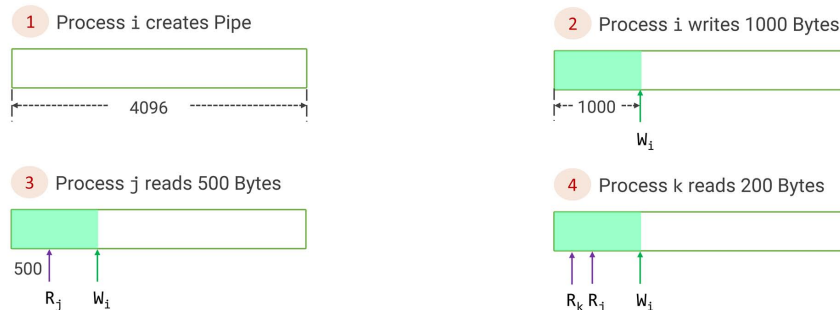 1 Process i creates Pipe
4096
2 Process i writes 1000 Bytes
1000
Wi
3 Process j reads 500 Bytes
500
Rj Wi
4 Process k reads 200 Bytes
Rk Rj Wi